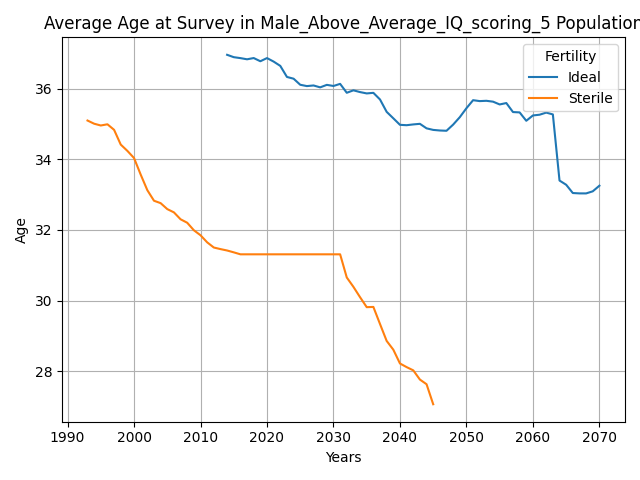 Average Age at Survey in Male_Above_Average_IQ_scoring_5 Population
Fertility
Ideal
Sterile
Age
36
34
32
30
28
1990 2000 2010 2020 2030 2040 2050 2060 2070
Years